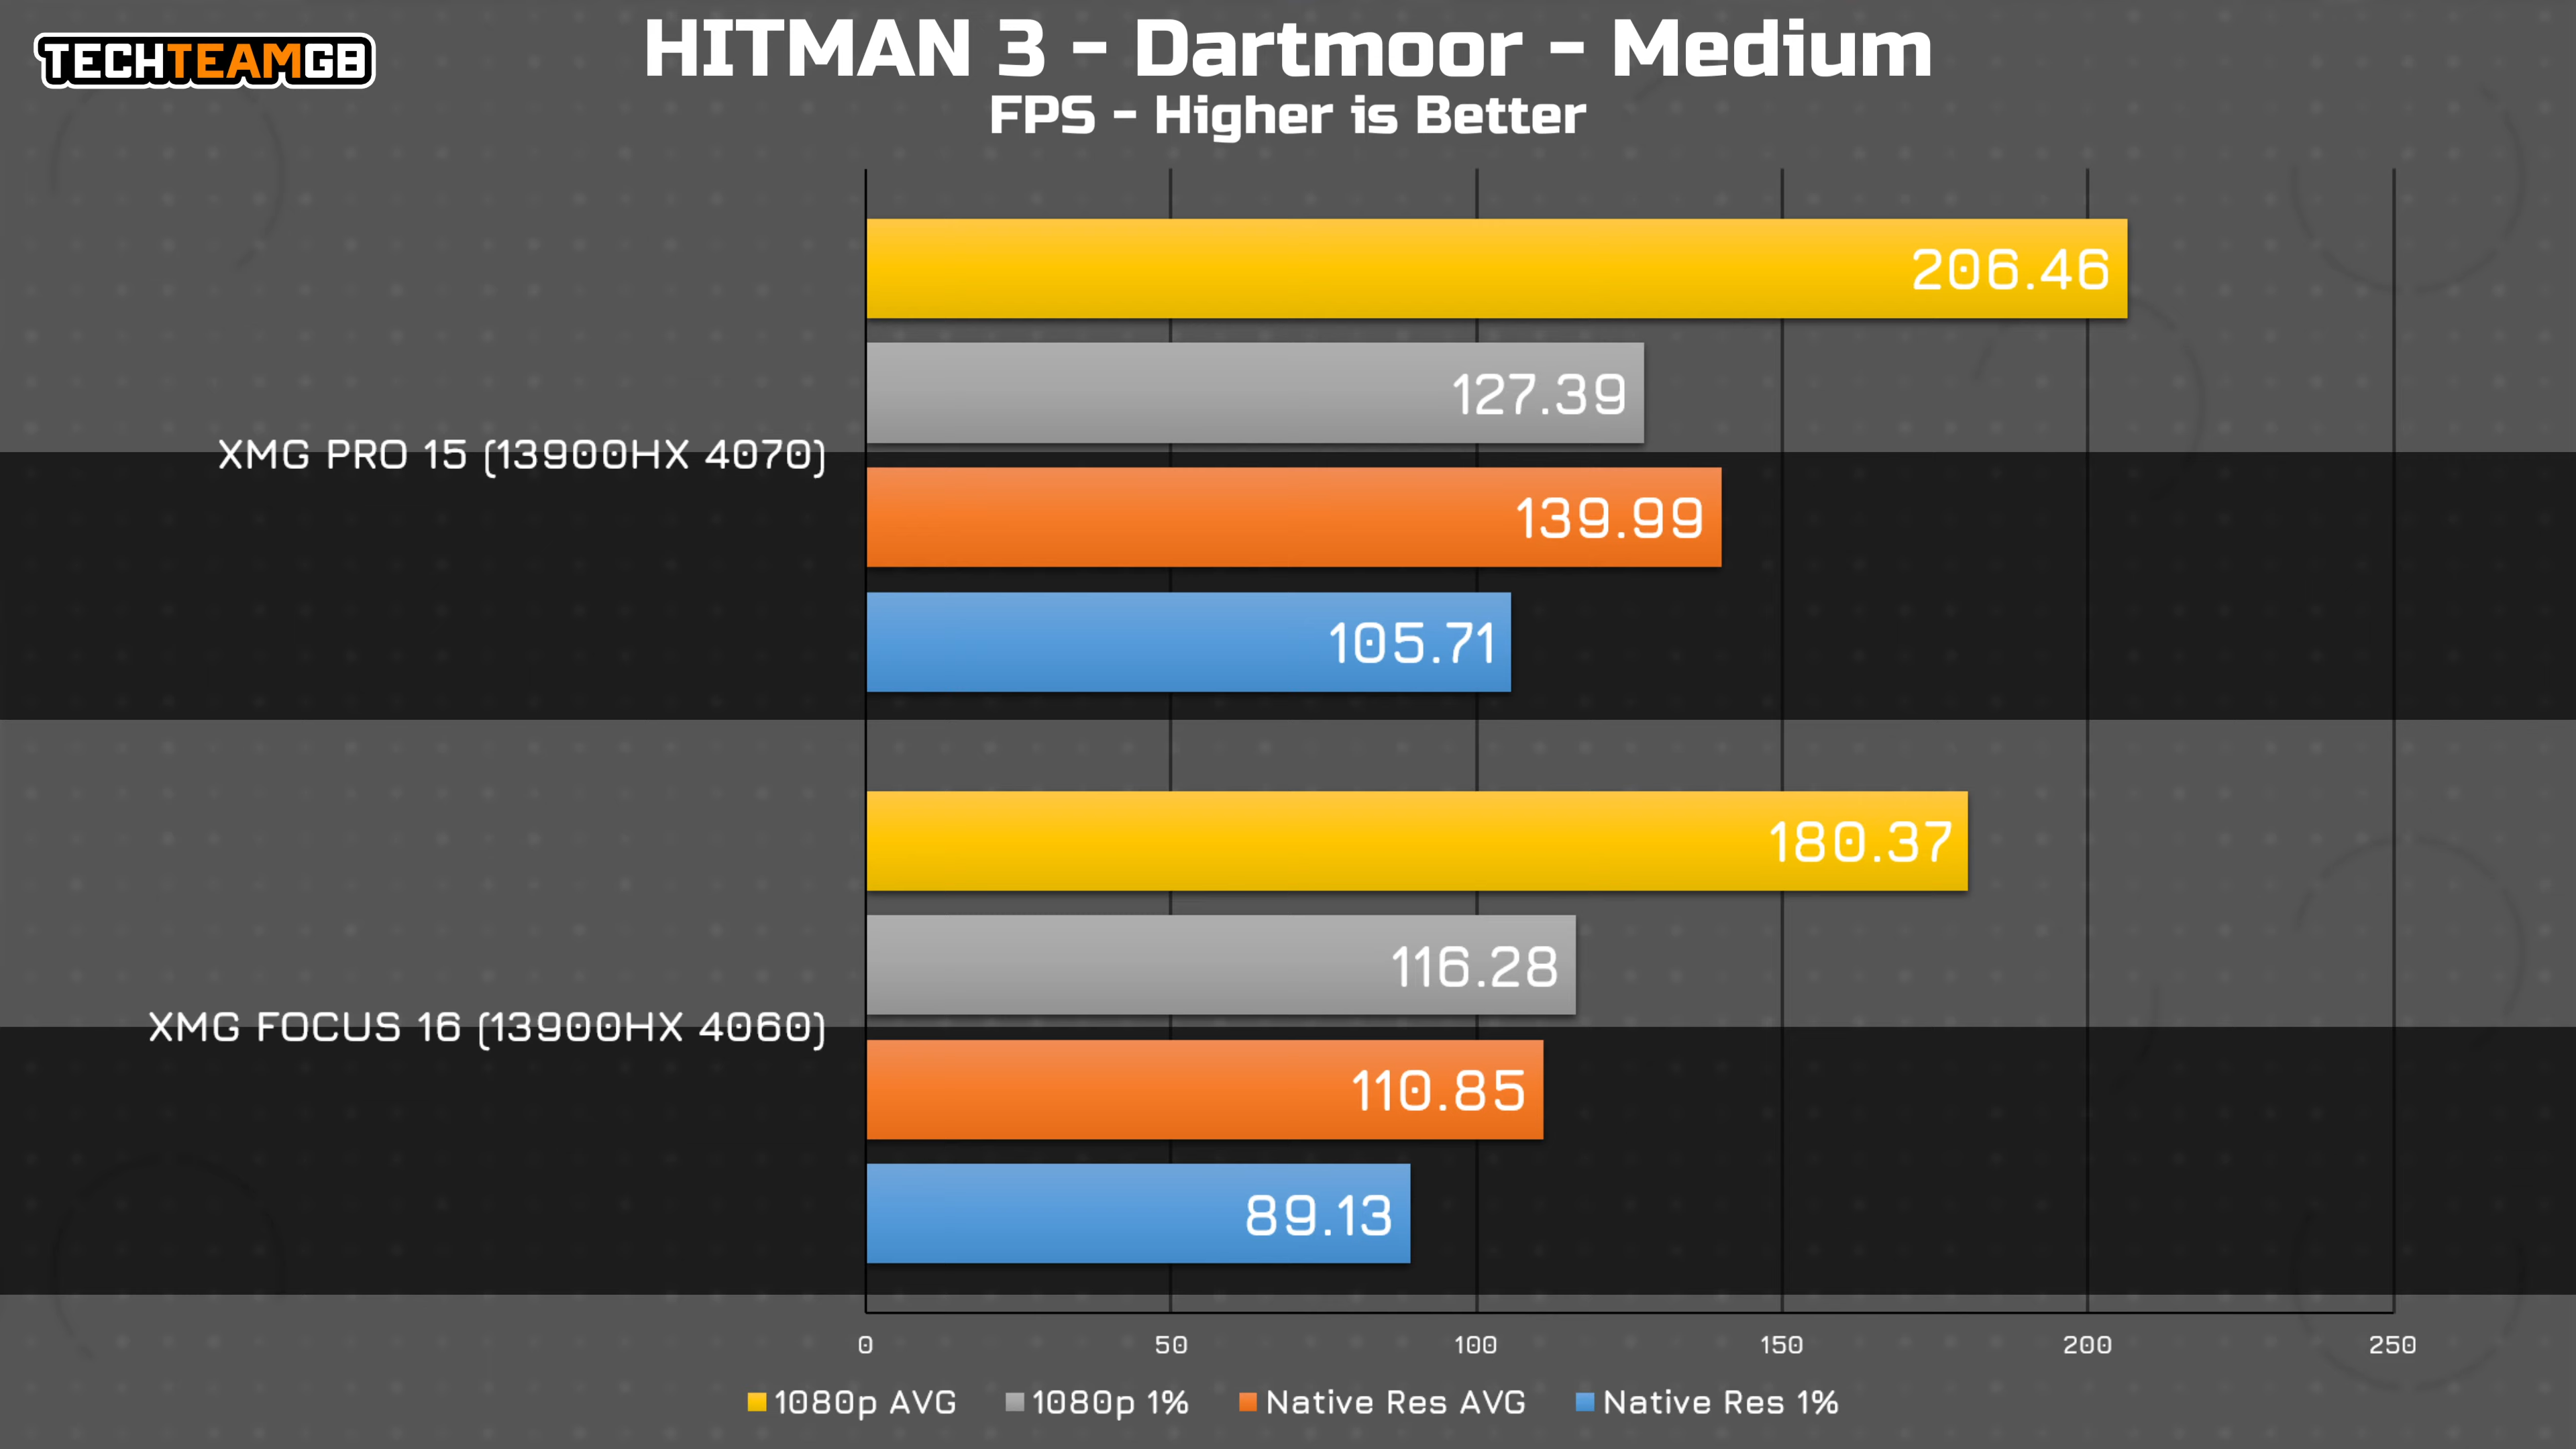 TECHTEAMGB
HITMAN 3 - Dartmoor - Medium
FPS - Higher is Better
206.46
127.39
XMG PRO 15 (13900HX 4070)
139.99
105.71
180.37
116.28
XMG FOCUS 16 (13900HX 4060)
110.85
89.13
0 50 100 150 200 250
1080p AVG 1080p 1% Native Res AVG Native Res 1%